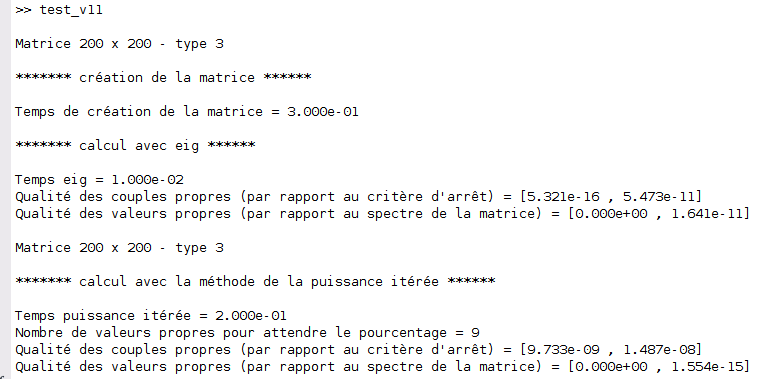 >> test_v11
Matrice 200 x 200 - type 3
******* création de la matrice ******
Temps de création de la matrice = 3.000e-01
******* calcul avec eig ******
Temps eig = 1.000e-02
Qualité des couples propres (par rapport au critère d'arrêt) = [5.321e-16 , 5.473e-11]
Qualité des valeurs propres (par rapport au spectre de la matrice) = [0.000e+00 , 1.641e-11]
Matrice 200 x 200 - type 3
******* calcul avec la méthode de la puissance itérée ******
Temps puissance itérée = 2.000e-01
Nombre de valeurs propres pour attendre le pourcentage = 9
Qualité des couples propres (par rapport au critère d'arrêt) = [9.733e-09 , 1.487e-08]
Qualité des valeurs propres (par rapport au spectre de la matrice) = [0.000e+00 , 1.554e-15]